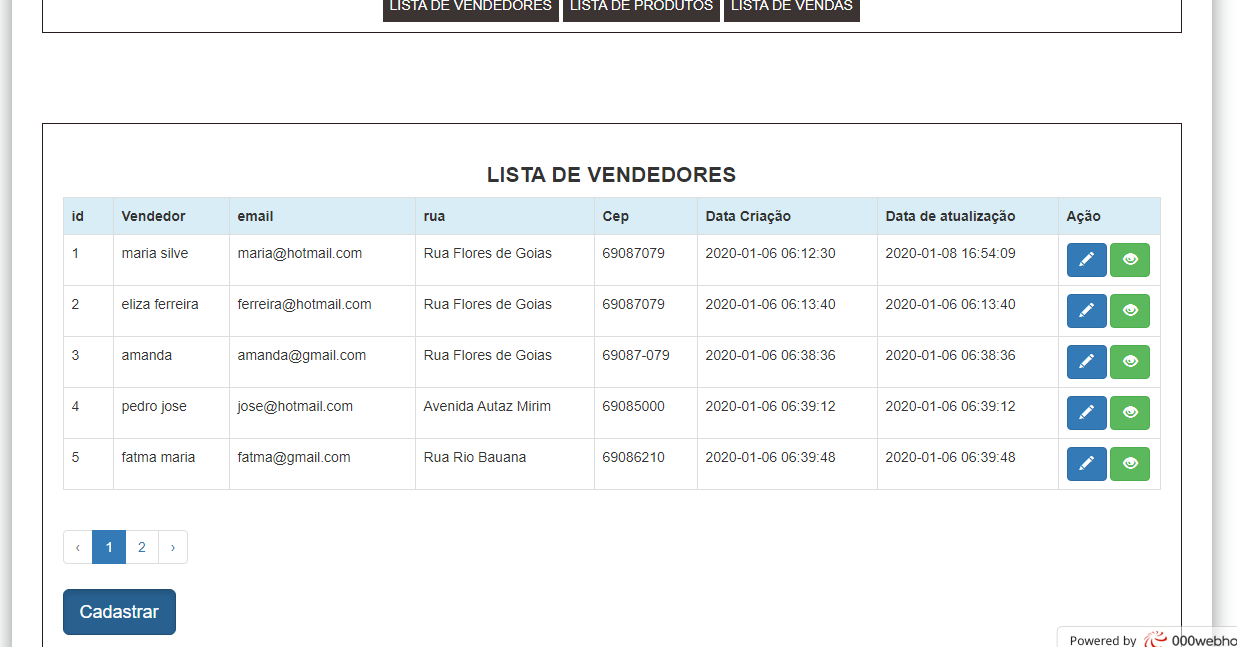 LISTA DE VENDEDORES LISTA DE PRODUTOS LISTA DE VENDAS
LISTA DE VENDEDORES
id Vendedor email rua Cep Data Criação Data de atualização Ação
1 maria silve maria@hotmail.com Rua Flores de Goias 69087079 2020-01-06 06:12:30 2020-01-08 16:54:09
2 eliza ferreira ferreira@hotmail.com Rua Flores de Goias 69087079 2020-01-06 06:13:40 2020-01-06 06:13:40
3 amanda amanda@gmail.com Rua Flores de Goias 69087-079 2020-01-06 06:38:36 2020-01-06 06:38:36
4 pedro jose jose@hotmail.com Avenida Autaz Mirim 69085000 2020-01-06 06:39:12 2020-01-06 06:39:12
5 fatma maria fatma@gmail.com Rua Rio Bauana 69086210 2020-01-06 06:39:48 2020-01-06 06:39:48
‹ 1 2 ›
Cadastrar
Powered by 000webho